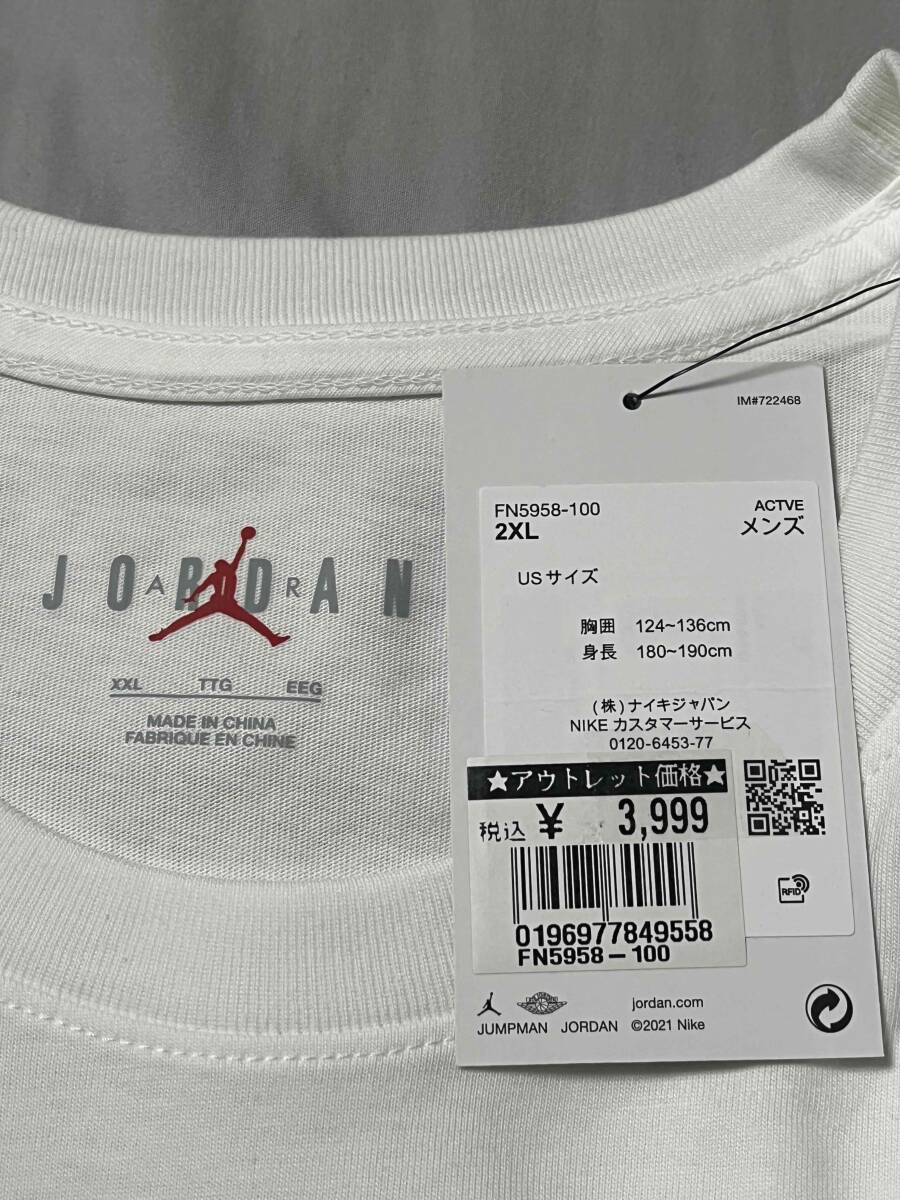 JORDAN
AIR
XXL TTG EEG
MADE IN CHINA
FABRIQUE EN CHINE
IM#722468
FN5958-100 ACTVE
2XL メンズ
USサイズ
胸囲 124~136cm
身長 180~190cm
(株)ナイキジャパン
NIKE カスタマーサービス
0120-6453-77
★アウトレット価格★
税込 ¥ 3,999
0196977849558
FN5958-100
RFID
jordan.com
JUMPMAN JORDAN ©2021 Nike